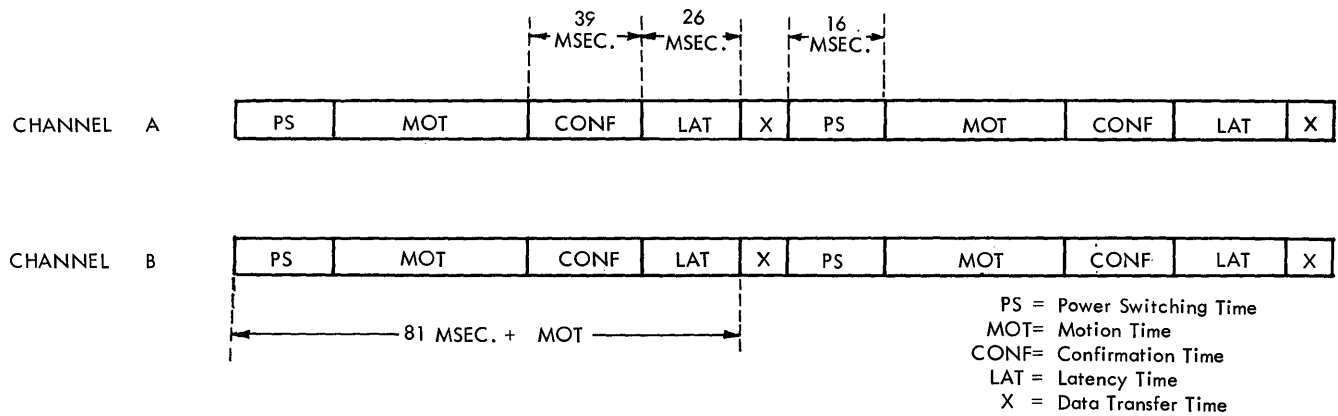 39 MSEC.
26 MSEC.
16 MSEC.
CHANNEL A
PS MOT CONF LAT X PS MOT CONF LAT X
CHANNEL B
PS MOT CONF LAT X PS MOT CONF LAT X
81 MSEC. + MOT
PS = Power Switching Time
MOT= Motion Time
CONF= Confirmation Time
LAT = Latency Time
X = Data Transfer Time